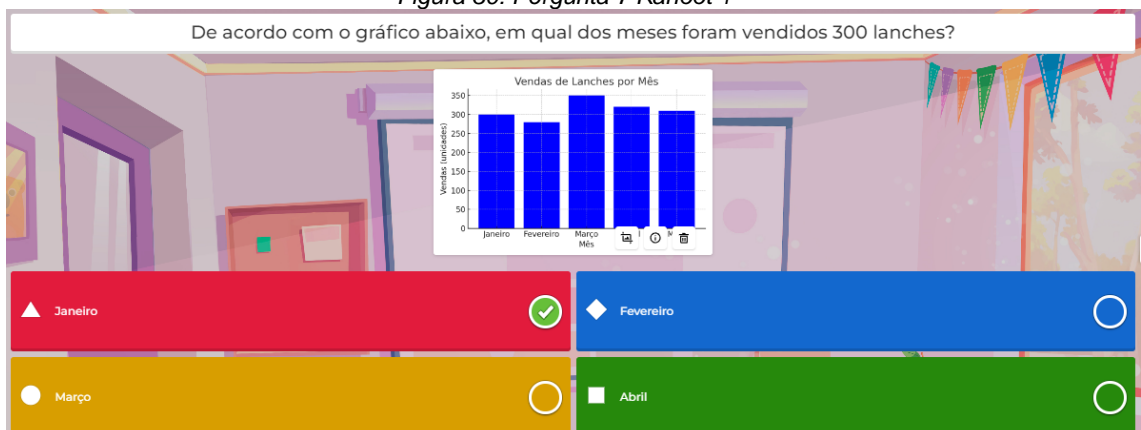 De acordo com o gráfico abaixo, em qual dos meses foram vendidos 300 lanches?
Vendas de Lanches por Mês
Vendas (unidades)
350
300
250
200
150
100
50
0
Janeiro Fevereiro Março
Mês
Janeiro
Fevereiro
Março
Abril